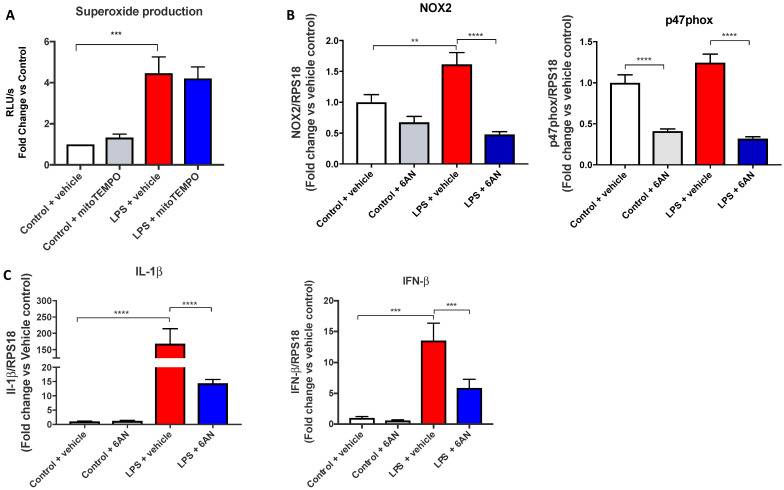 A
Superoxide production
RLU/s
Fold Change vs Control
8
6
4
2
0
***
Control + vehicle
Control + mitoTEMPO
LPS + vehicle
LPS + mitoTEMPO
B
NOX2
NOX2/RPS18
(Fold change vs vehicle control)
2.0
1.5
1.0
0.5
0.0
**
****
Control + vehicle
Control + 6AN
LPS + vehicle
LPS + 6AN
p47phox
p47phox/RPS18
(Fold change vs vehicle control)
1.5
1.0
0.5
0.0
****
****
Control + vehicle
Control + 6AN
LPS + vehicle
LPS + 6AN
C
IL-1β
Il-1β/RPS18
(Fold change vs Vehicle control)
300
250
200
150
20
15
10
5
0
****
****
Control + vehicle
Control + 6AN
LPS + vehicle
LPS + 6AN
IFN-β
IFN-β/RPS18
(Fold change vs vehicle control)
20
15
10
5
0
***
***
Control + vehicle
Control + 6AN
LPS + vehicle
LPS + 6AN